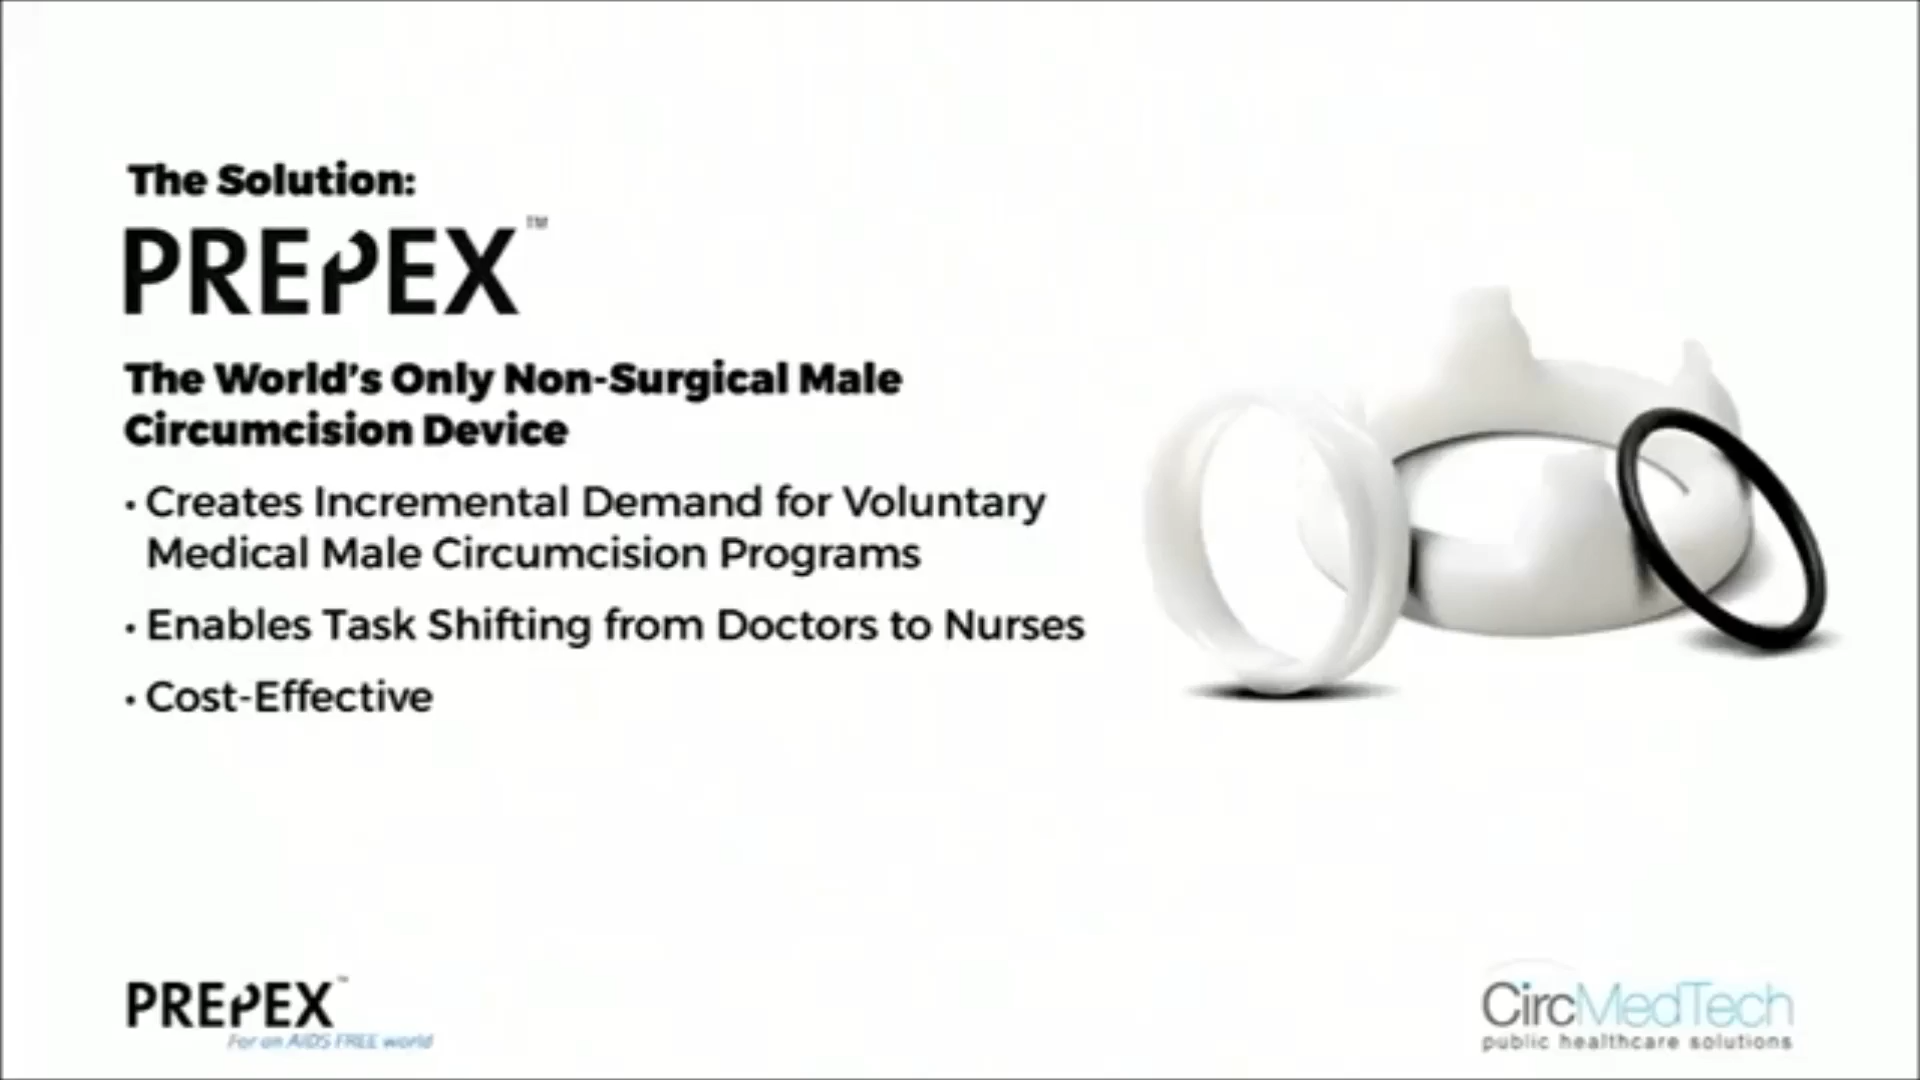 The Solution:
PREPEX™
The World's Only Non-Surgical Male
Circumcision Device
• Creates Incremental Demand for Voluntary
Medical Male Circumcision Programs
• Enables Task Shifting from Doctors to Nurses
• Cost-Effective
PREPEX™
For an AIDS FREE world
CircMedTech
public healthcare solutions